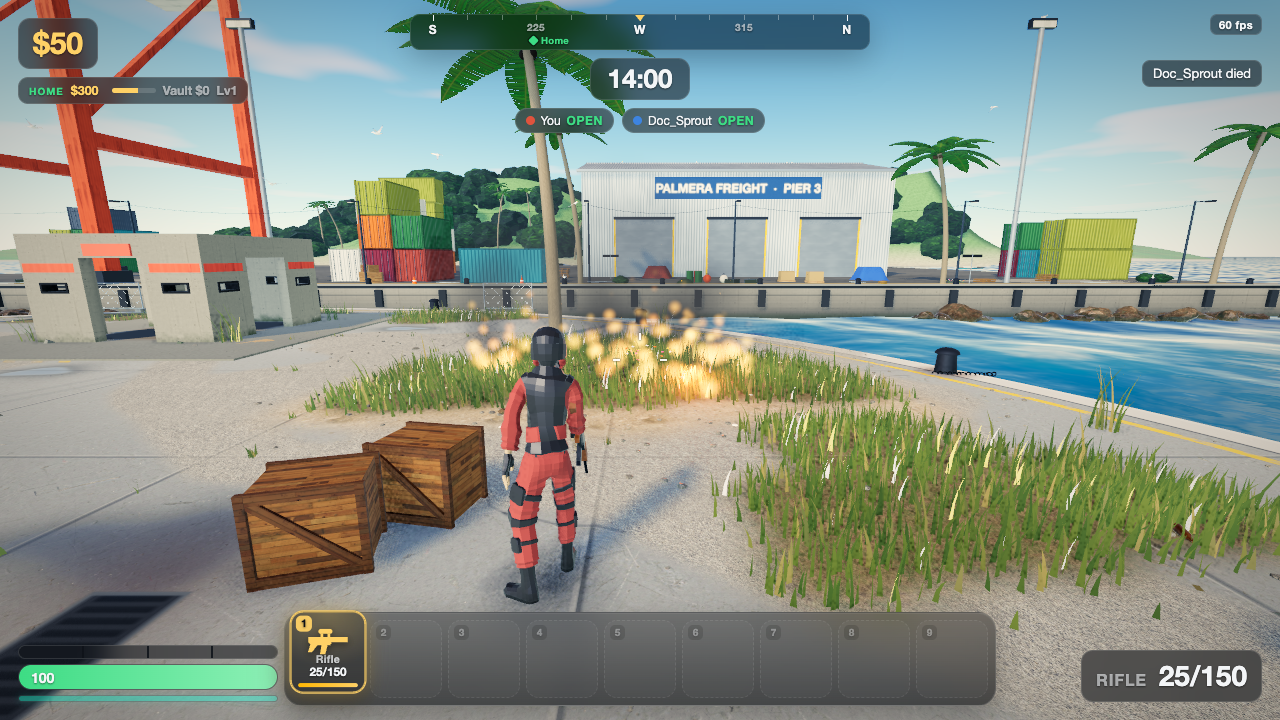 $50
HOME $300 Vault $0 Lv1
S 225 W 315 N
Home
14:00
You OPEN
Doc_Sprout OPEN
60 fps
Doc_Sprout died
PALMERA FREIGHT · PIER 3
100
1
Rifle
25/150
2
3
4
5
6
7
8
9
RIFLE 25/150